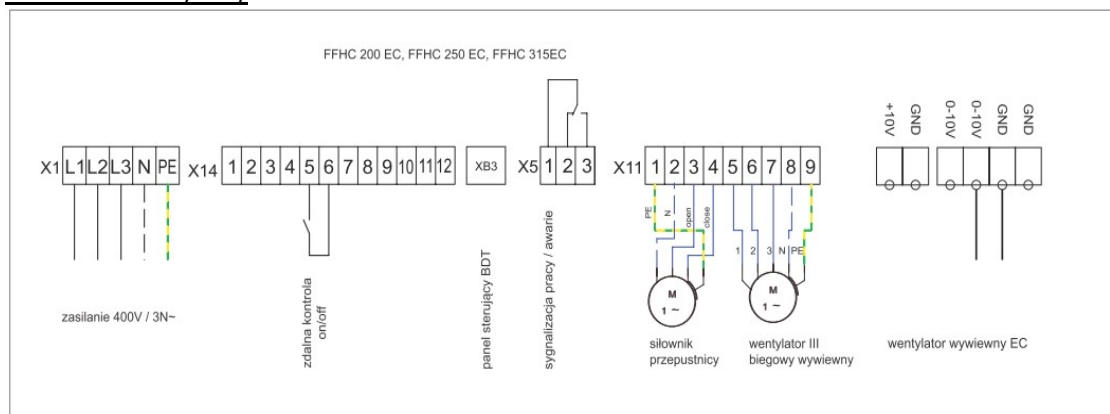 FFHC 200 EC, FFHC 250 EC, FFHC 315EC
X1 L1 L2 L3 N PE
X14 1 2 3 4 5 6 7 8 9 10 11 12
XB3
X5 1 2 3
X11 1 2 3 4 5 6 7 8 9
+10V
GND
0-10V
0-10V
GND
GND
PE
N
open
close
1
2
3
N
PE
M
1 ~
M
1 ~
zasilanie 400V / 3N~
zdalna kontrola
on/off
panel sterujący BDT
sygnalizacja pracy / awarie
siłownik
przepustnicy
wentylator III
biegowy wywiewny
wentylator wywiewny EC